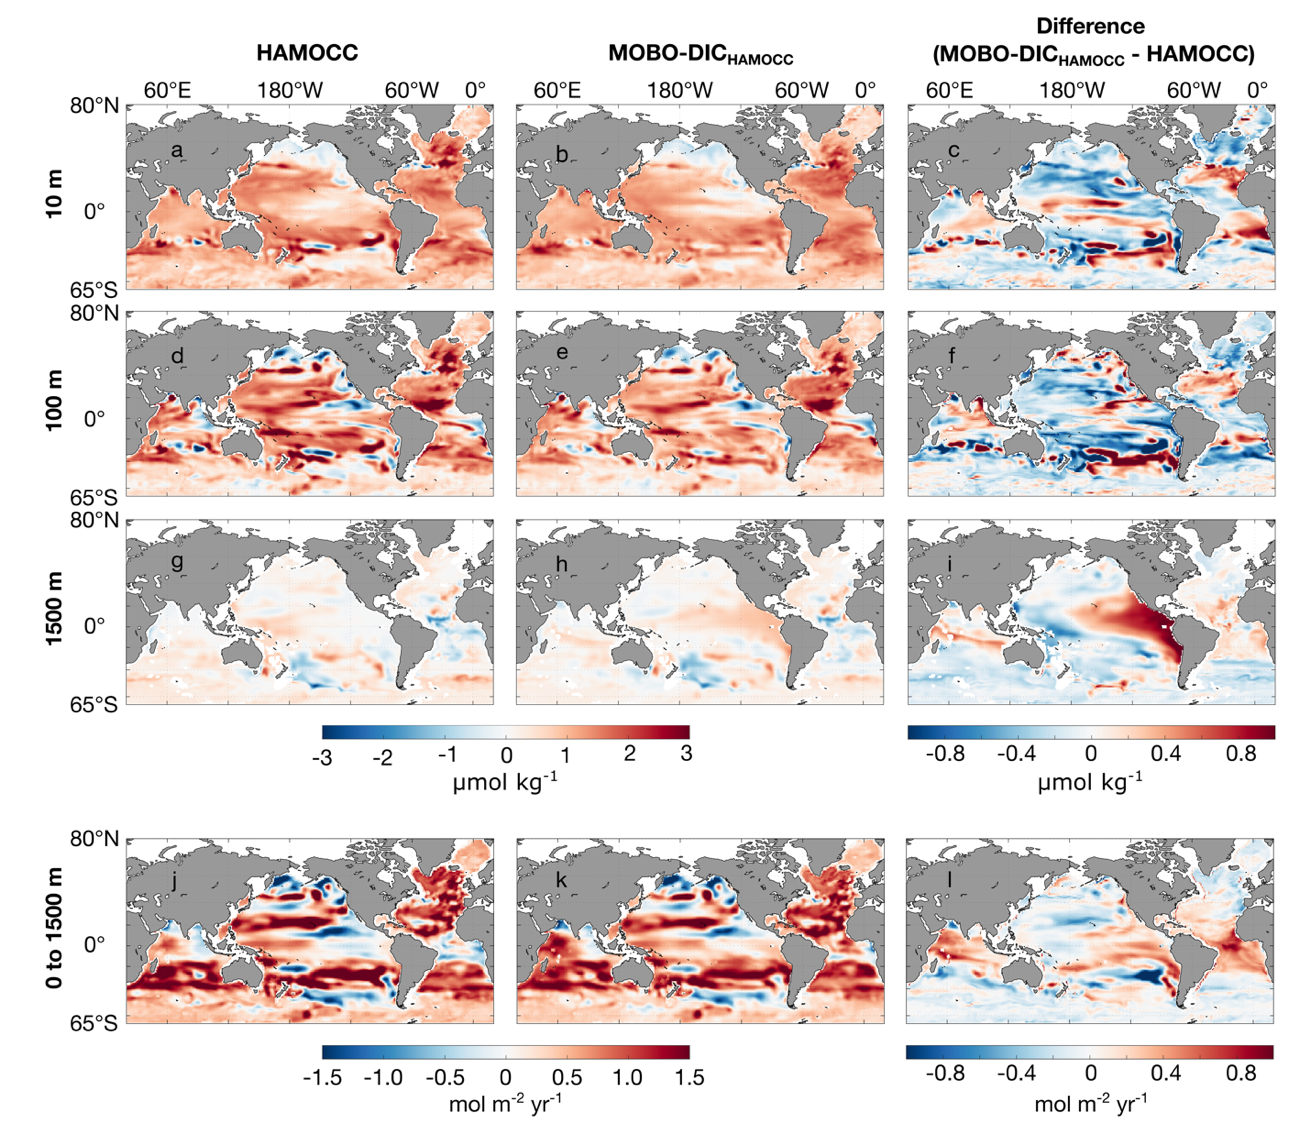 Difference
HAMOCC MOBO-DIC_HAMOCC (MOBO-DIC_HAMOCC - HAMOCC)
60°E 180°W 60°W 0° 60°E 180°W 60°W 0° 60°E 180°W 60°W 0°
80°N
a b c
10 m
0°
65°S
80°N
d e f
100 m
0°
65°S
80°N
g h i
1500 m
0°
65°S
-3 -2 -1 0 1 2 3 -0.8 -0.4 0 0.4 0.8
µmol kg⁻¹ µmol kg⁻¹
80°N
j k l
0 to 1500 m
0°
65°S
-1.5 -1.0 -0.5 0 0.5 1.0 1.5 -0.8 -0.4 0 0.4 0.8
mol m⁻² yr⁻¹ mol m⁻² yr⁻¹